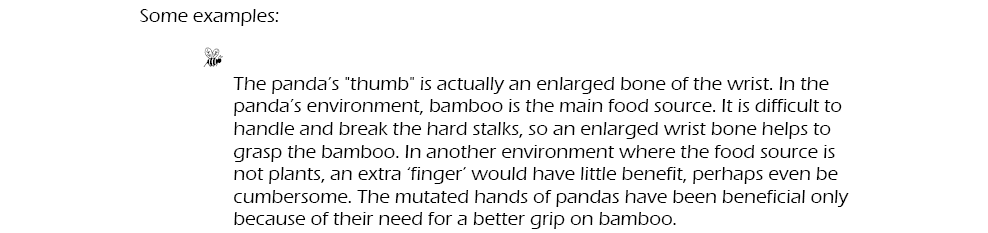 Some examples:
The panda’s "thumb" is actually an enlarged bone of the wrist. In the
panda’s environment, bamboo is the main food source. It is difficult to
handle and break the hard stalks, so an enlarged wrist bone helps to
grasp the bamboo. In another environment where the food source is
not plants, an extra ‘finger’ would have little benefit, perhaps even be
cumbersome. The mutated hands of pandas have been beneficial only
because of their need for a better grip on bamboo.